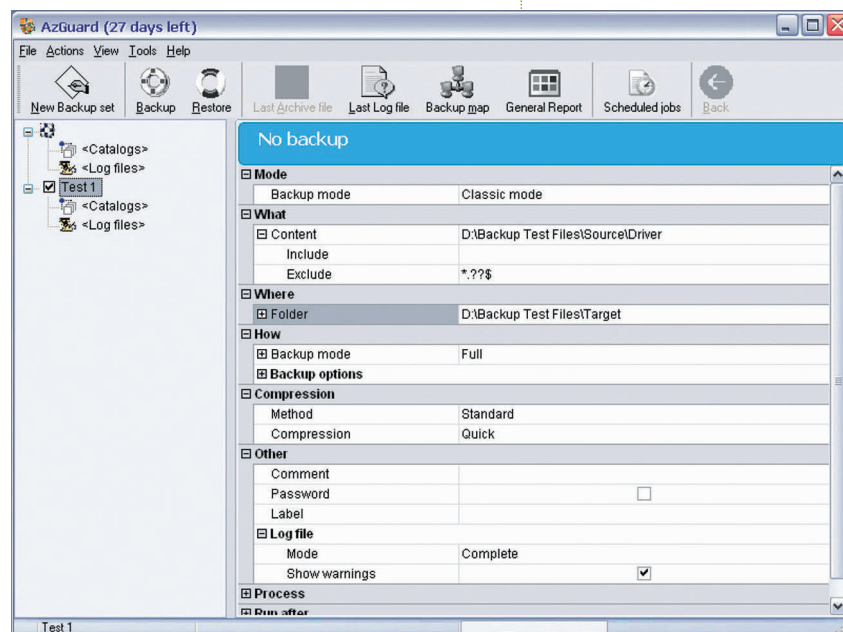 AzGuard (27 days left)
File Actions View Tools Help
New Backup set Backup Restore Last Archive file Last Log file Backup map General Report Scheduled jobs Back
<Catalogs>
<Log files>
Test 1
<Catalogs>
<Log files>
No backup
Mode
Backup mode Classic mode
What
Content D:\Backup Test Files\Source\Driver
Include
Exclude *.??$
Where
Folder D:\Backup Test Files\Target
How
Backup mode Full
Backup options
Compression
Method Standard
Compression Quick
Other
Comment
Password
Label
Log file
Mode Complete
Show warnings
Process
Run after
Test 1